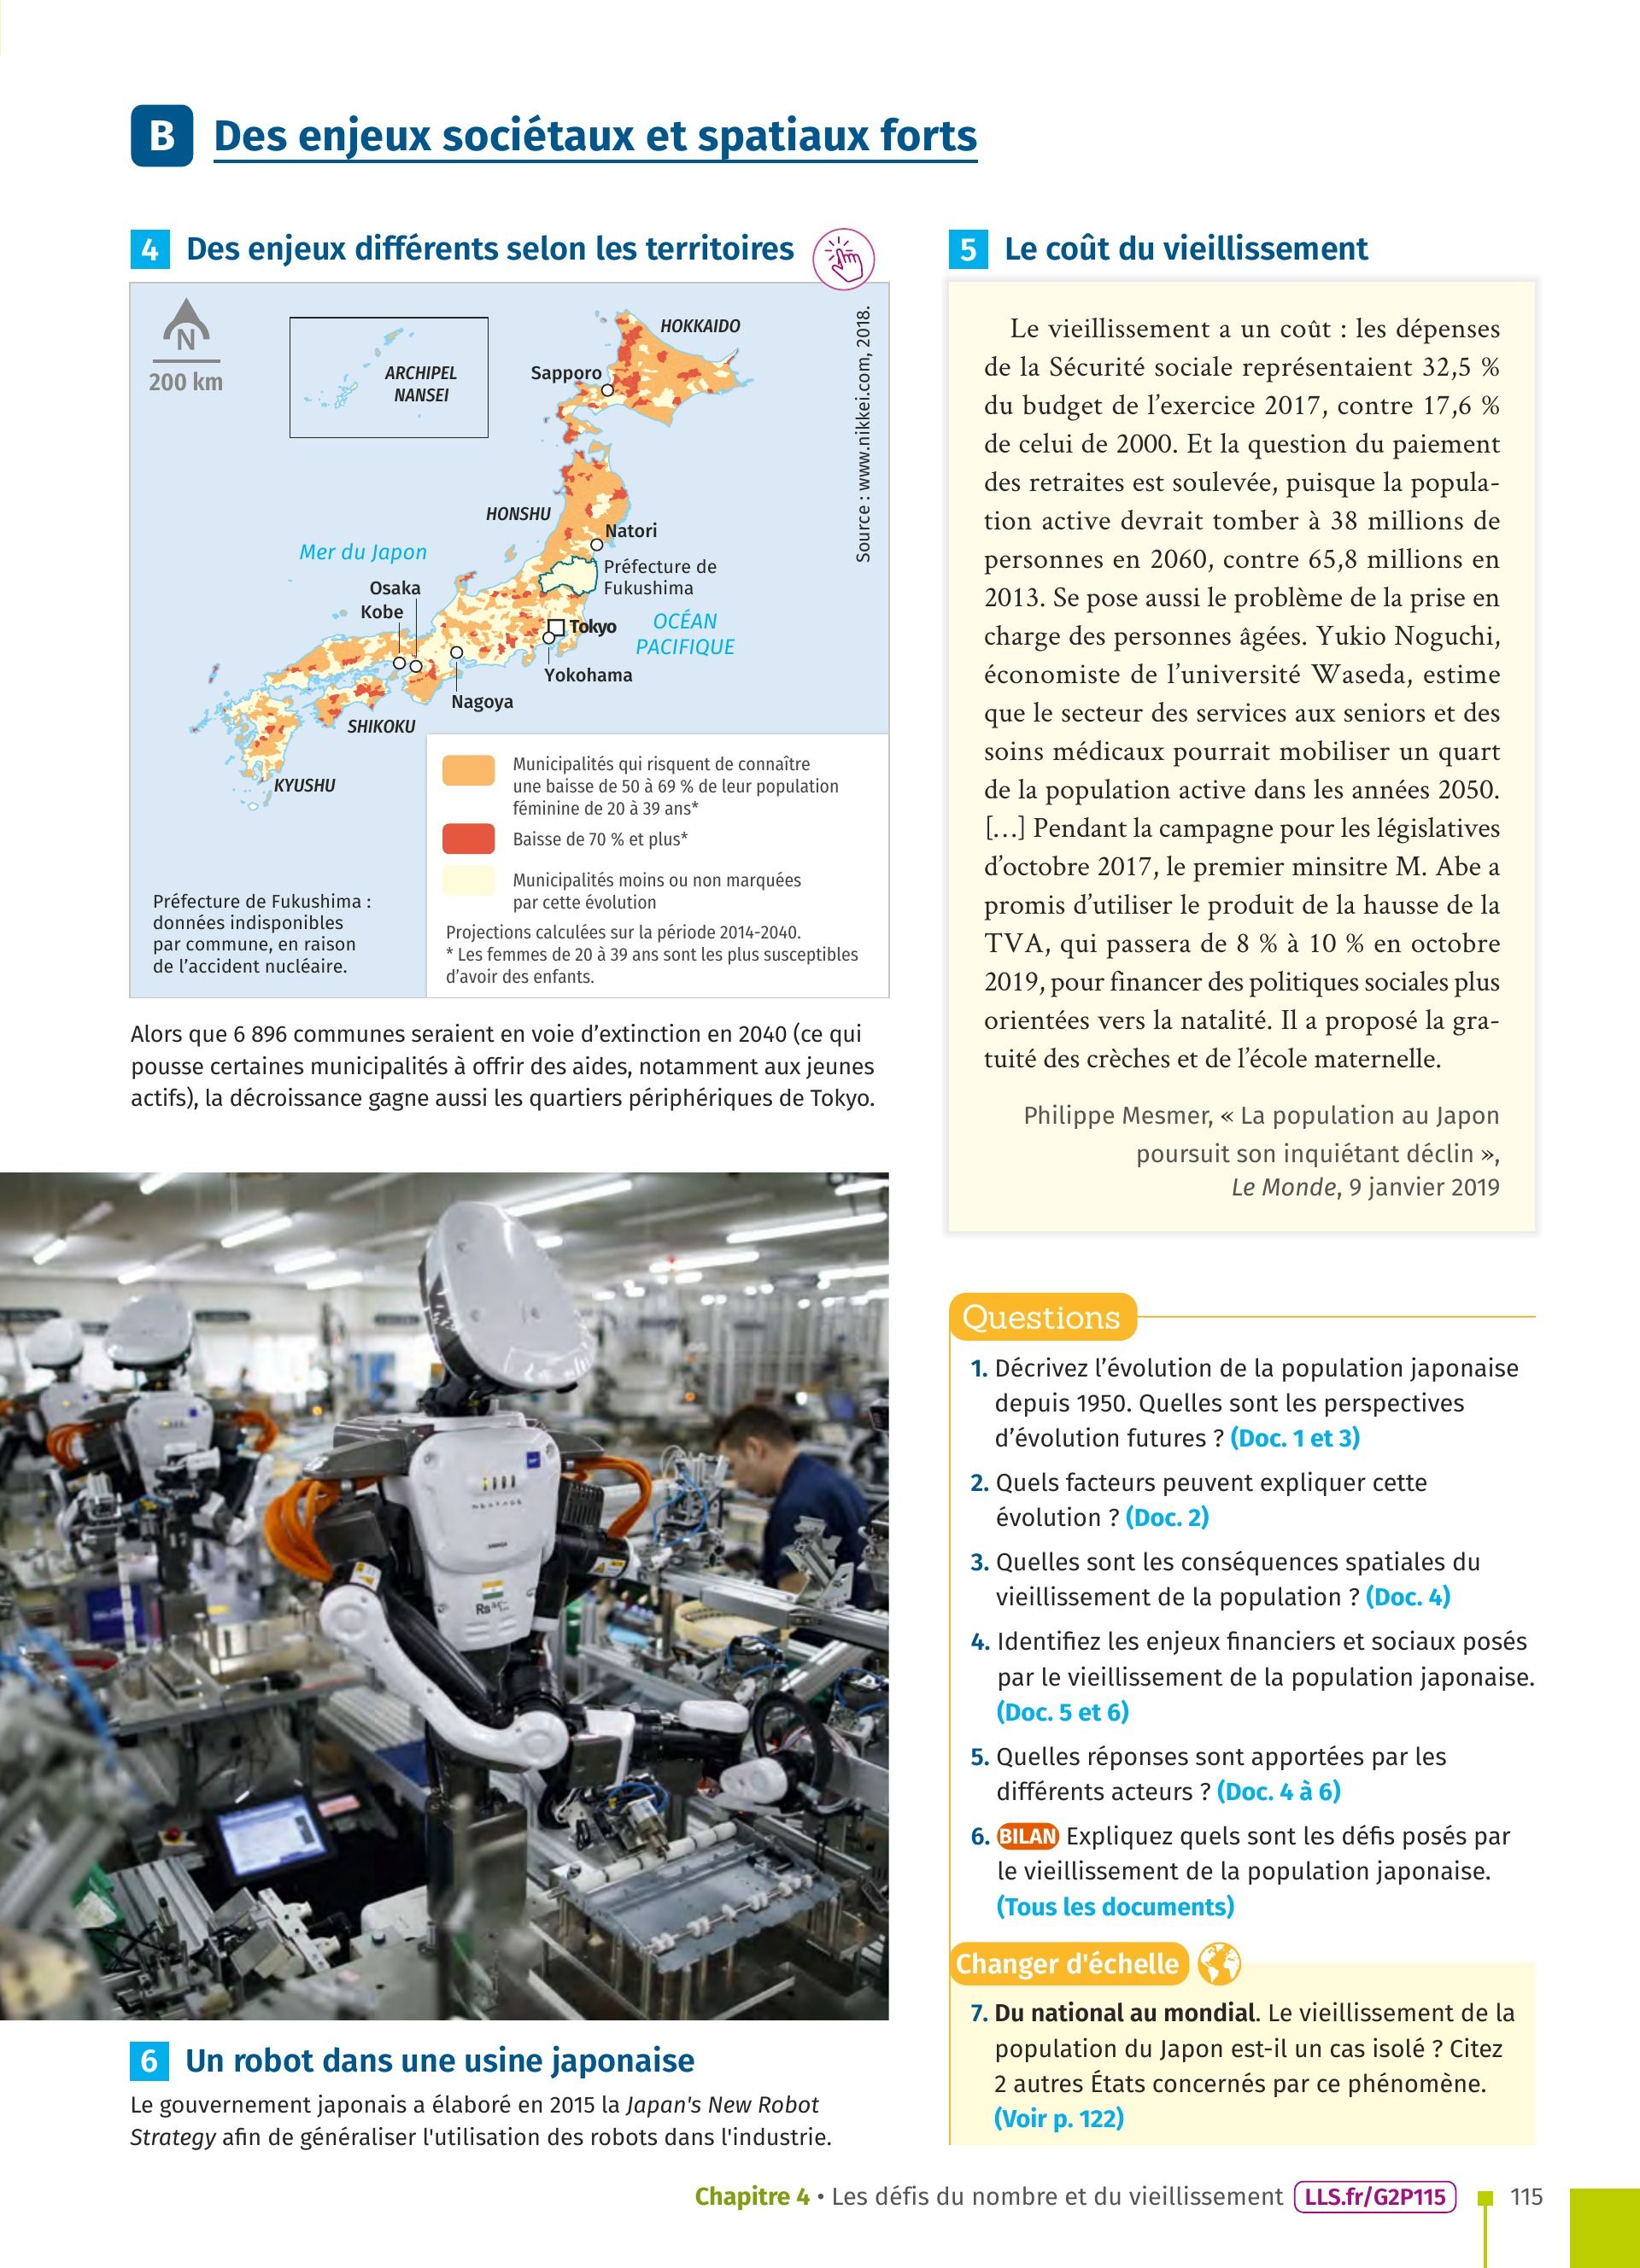 B Des enjeux sociétaux et spatiaux forts
4 Des enjeux différents selon les territoires
N
200 km
ARCHIPEL
NANSEI
HOKKAIDO
Sapporo
Source : www.nikkei.com, 2018.
HONSHU
Natori
Mer du Japon
Préfecture de
Fukushima
Osaka
Kobe
Tokyo
OCÉAN
PACIFIQUE
Yokohama
Nagoya
SHIKOKU
KYUSHU
Municipalités qui risquent de connaître
une baisse de 50 à 69 % de leur population
féminine de 20 à 39 ans*
Baisse de 70 % et plus*
Municipalités moins ou non marquées
par cette évolution
Projections calculées sur la période 2014-2040.
* Les femmes de 20 à 39 ans sont les plus susceptibles
d'avoir des enfants.
Préfecture de Fukushima :
données indisponibles
par commune, en raison
de l'accident nucléaire.
Alors que 6 896 communes seraient en voie d'extinction en 2040 (ce qui
pousse certaines municipalités à offrir des aides, notamment aux jeunes
actifs), la décroissance gagne aussi les quartiers périphériques de Tokyo.
5 Le coût du vieillissement
Le vieillissement a un coût : les dépenses
de la Sécurité sociale représentaient 32,5 %
du budget de l'exercice 2017, contre 17,6 %
de celui de 2000. Et la question du paiement
des retraites est soulevée, puisque la popula-
tion active devrait tomber à 38 millions de
personnes en 2060, contre 65,8 millions en
2013. Se pose aussi le problème de la prise en
charge des personnes âgées. Yukio Noguchi,
économiste de l'université Waseda, estime
que le secteur des services aux seniors et des
soins médicaux pourrait mobiliser un quart
de la population active dans les années 2050.
[…] Pendant la campagne pour les législatives
d'octobre 2017, le premier minsitre M. Abe a
promis d'utiliser le produit de la hausse de la
TVA, qui passera de 8 % à 10 % en octobre
2019, pour financer des politiques sociales plus
orientées vers la natalité. Il a proposé la gra-
tuité des crèches et de l'école maternelle.
Philippe Mesmer, « La population au Japon
poursuit son inquiétant déclin »,
Le Monde, 9 janvier 2019
6 Un robot dans une usine japonaise
Le gouvernement japonais a élaboré en 2015 la Japan's New Robot
Strategy afin de généraliser l'utilisation des robots dans l'industrie.
Questions
1. Décrivez l'évolution de la population japonaise
depuis 1950. Quelles sont les perspectives
d'évolution futures ? (Doc. 1 et 3)
2. Quels facteurs peuvent expliquer cette
évolution ? (Doc. 2)
3. Quelles sont les conséquences spatiales du
vieillissement de la population ? (Doc. 4)
4. Identifiez les enjeux financiers et sociaux posés
par le vieillissement de la population japonaise.
(Doc. 5 et 6)
5. Quelles réponses sont apportées par les
différents acteurs ? (Doc. 4 à 6)
6. BILAN Expliquez quels sont les défis posés par
le vieillissement de la population japonaise.
(Tous les documents)
Changer d'échelle
7. Du national au mondial. Le vieillissement de la
population du Japon est-il un cas isolé ? Citez
2 autres États concernés par ce phénomène.
(Voir p. 122)
Chapitre 4 • Les défis du nombre et du vieillissement LLS.fr/G2P115 115